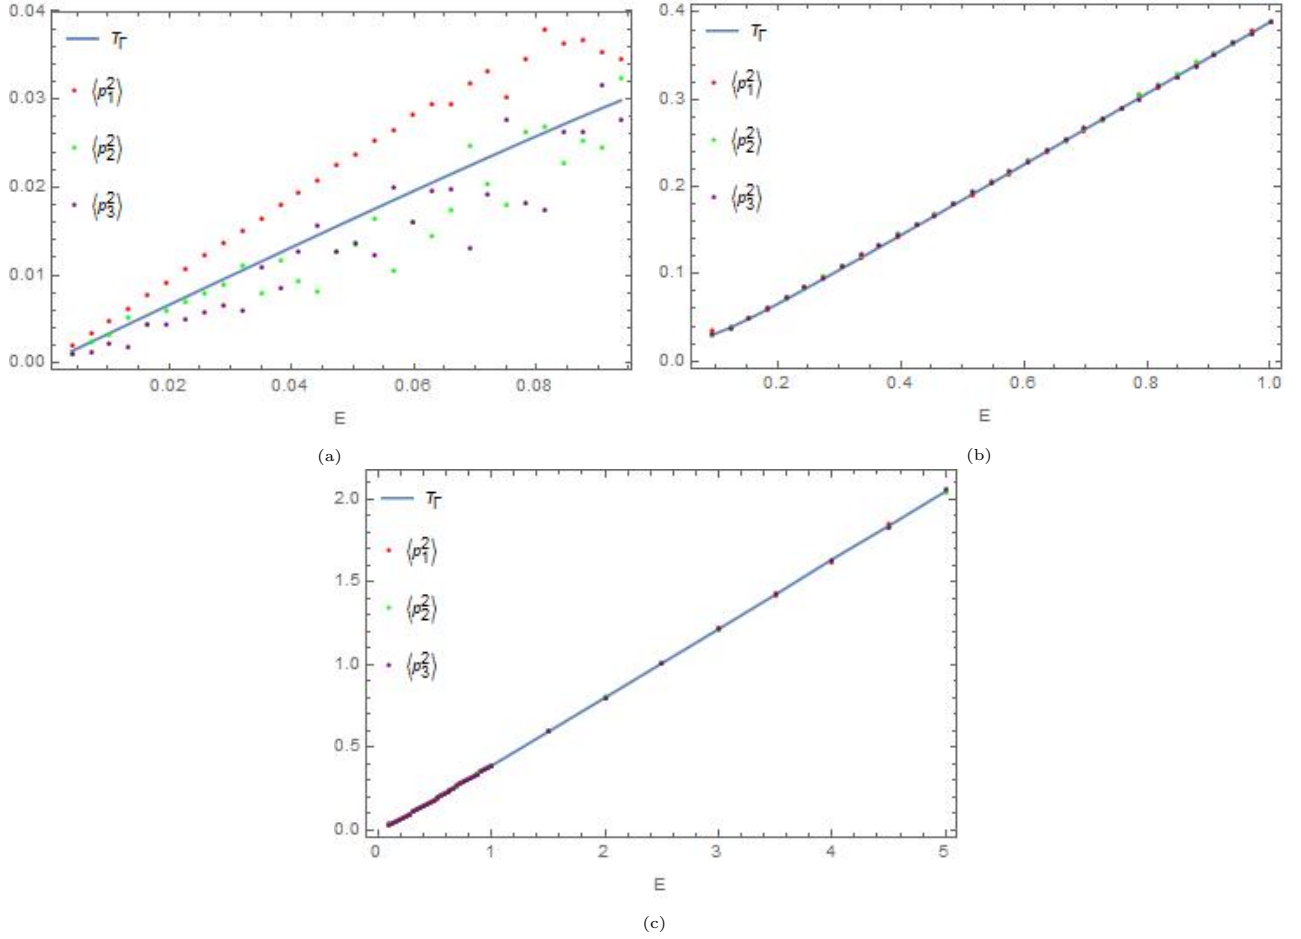 0.04
0.03
0.02
0.01
0.00
T_Γ
⟨p_1^2⟩
⟨p_2^2⟩
⟨p_3^2⟩
0.02 0.04 0.06 0.08
E
(a)
0.4
0.3
0.2
0.1
0.0
T_Γ
⟨p_1^2⟩
⟨p_2^2⟩
⟨p_3^2⟩
0.2 0.4 0.6 0.8 1.0
E
(b)
2.0
1.5
1.0
0.5
0.0
T_Γ
⟨p_1^2⟩
⟨p_2^2⟩
⟨p_3^2⟩
0 1 2 3 4 5
E
(c)